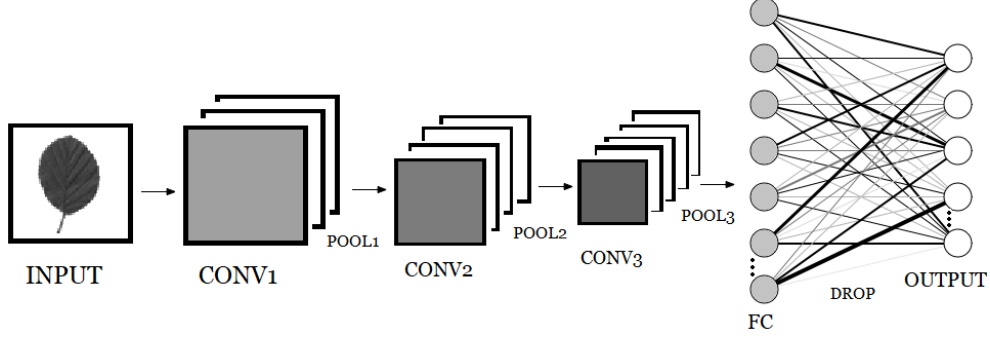 INPUT
CONV1
POOL1
CONV2
POOL2
CONV3
POOL3
FC
DROP
OUTPUT